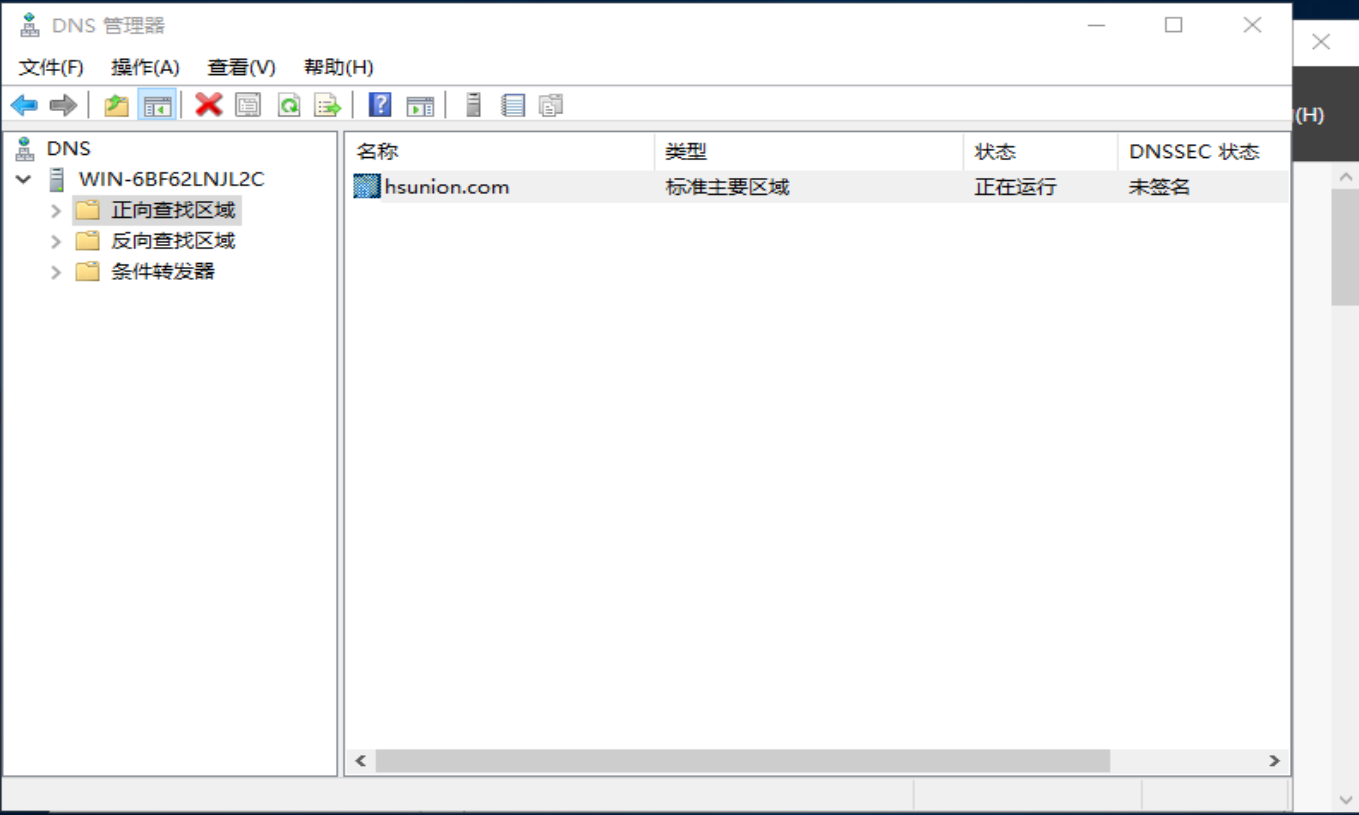 DNS 管理器
文件(F) 操作(A) 查看(V) 帮助(H)
(H)
DNS
WIN-6BF62LNJL2C
正向查找区域
反向查找区域
条件转发器
名称 类型 状态 DNSSEC 状态
hsunion.com 标准主要区域 正在运行 未签名